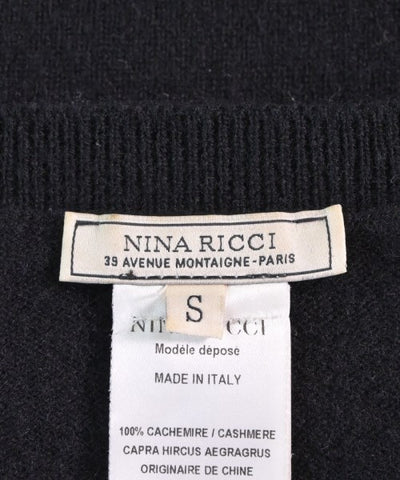 NINA RICCI
39 AVENUE MONTAIGNE-PARIS
S
NINA RICCI
Modèle déposé
MADE IN ITALY
100% CACHEMIRE / CASHMERE
CAPRA HIRCUS AEGRAGRUS
ORIGINAIRE DE CHINE